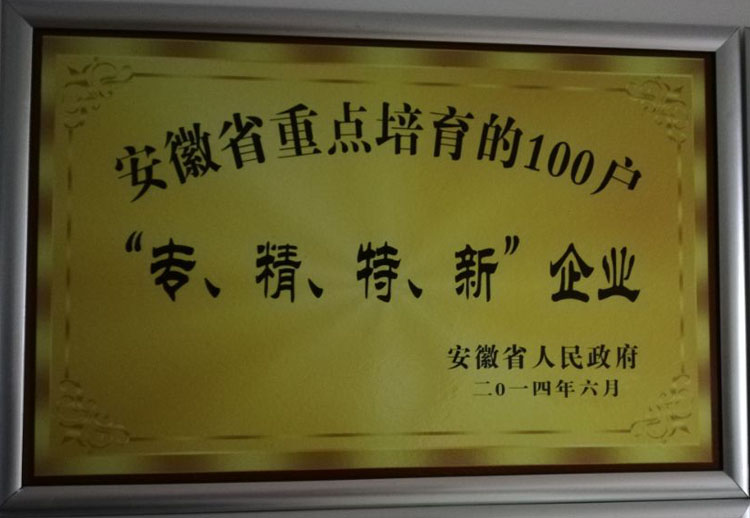 安徽省重点培育的100户
“专、精、特、新”企业
安徽省人民政府
二0一四年六月